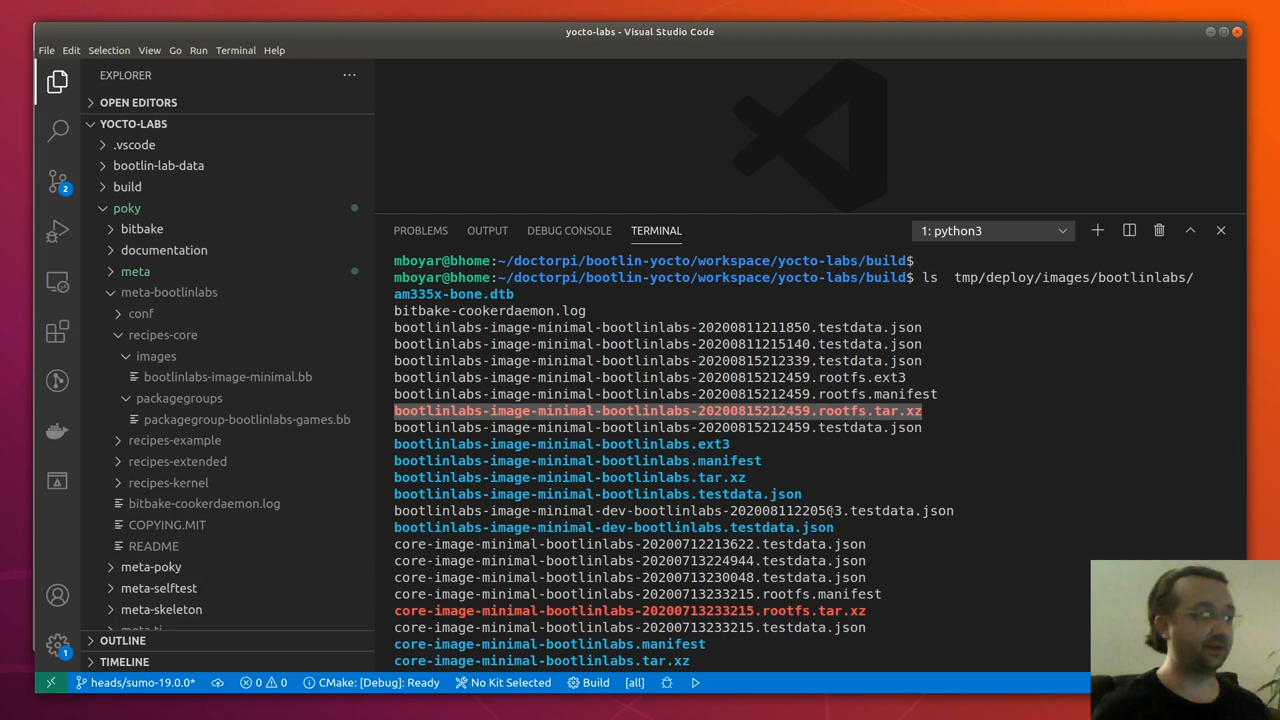 yocto-labs - Visual Studio Code
File Edit Selection View Go Run Terminal Help
EXPLORER
OPEN EDITORS
YOCTO-LABS
.vscode
bootlin-lab-data
build
poky
bitbake
documentation
meta
meta-bootlinlabs
conf
recipes-core
images
bootlinlabs-image-minimal.bb
packagegroups
packagegroup-bootlinlabs-games.bb
recipes-example
recipes-extended
recipes-kernel
bitbake-cookerdaemon.log
COPYING.MIT
README
meta-poky
meta-selftest
meta-skeleton
meta-ti
OUTLINE
TIMELINE
2
1
PROBLEMS OUTPUT DEBUG CONSOLE TERMINAL 1: python3
mboyar@bhome:~/doctorpi/bootlin-yocto/workspace/yocto-labs/build$
mboyar@bhome:~/doctorpi/bootlin-yocto/workspace/yocto-labs/build$ ls  tmp/deploy/images/bootlinlabs/
am335x-bone.dtb
bitbake-cookerdaemon.log
bootlinlabs-image-minimal-bootlinlabs-20200811211850.testdata.json
bootlinlabs-image-minimal-bootlinlabs-20200811215140.testdata.json
bootlinlabs-image-minimal-bootlinlabs-20200815212339.testdata.json
bootlinlabs-image-minimal-bootlinlabs-20200815212459.rootfs.ext3
bootlinlabs-image-minimal-bootlinlabs-20200815212459.rootfs.manifest
bootlinlabs-image-minimal-bootlinlabs-20200815212459.rootfs.tar.xz
bootlinlabs-image-minimal-bootlinlabs-20200815212459.testdata.json
bootlinlabs-image-minimal-bootlinlabs.ext3
bootlinlabs-image-minimal-bootlinlabs.manifest
bootlinlabs-image-minimal-bootlinlabs.tar.xz
bootlinlabs-image-minimal-bootlinlabs.testdata.json
bootlinlabs-image-minimal-dev-bootlinlabs-20200811220503.testdata.json
bootlinlabs-image-minimal-dev-bootlinlabs.testdata.json
core-image-minimal-bootlinlabs-20200712213622.testdata.json
core-image-minimal-bootlinlabs-20200713224944.testdata.json
core-image-minimal-bootlinlabs-20200713230048.testdata.json
core-image-minimal-bootlinlabs-20200713233215.rootfs.manifest
core-image-minimal-bootlinlabs-20200713233215.rootfs.tar.xz
core-image-minimal-bootlinlabs-20200713233215.testdata.json
core-image-minimal-bootlinlabs.manifest
core-image-minimal-bootlinlabs.tar.xz
heads/sumo-19.0.0* 0 0 CMake: [Debug]: Ready No Kit Selected Build [all]